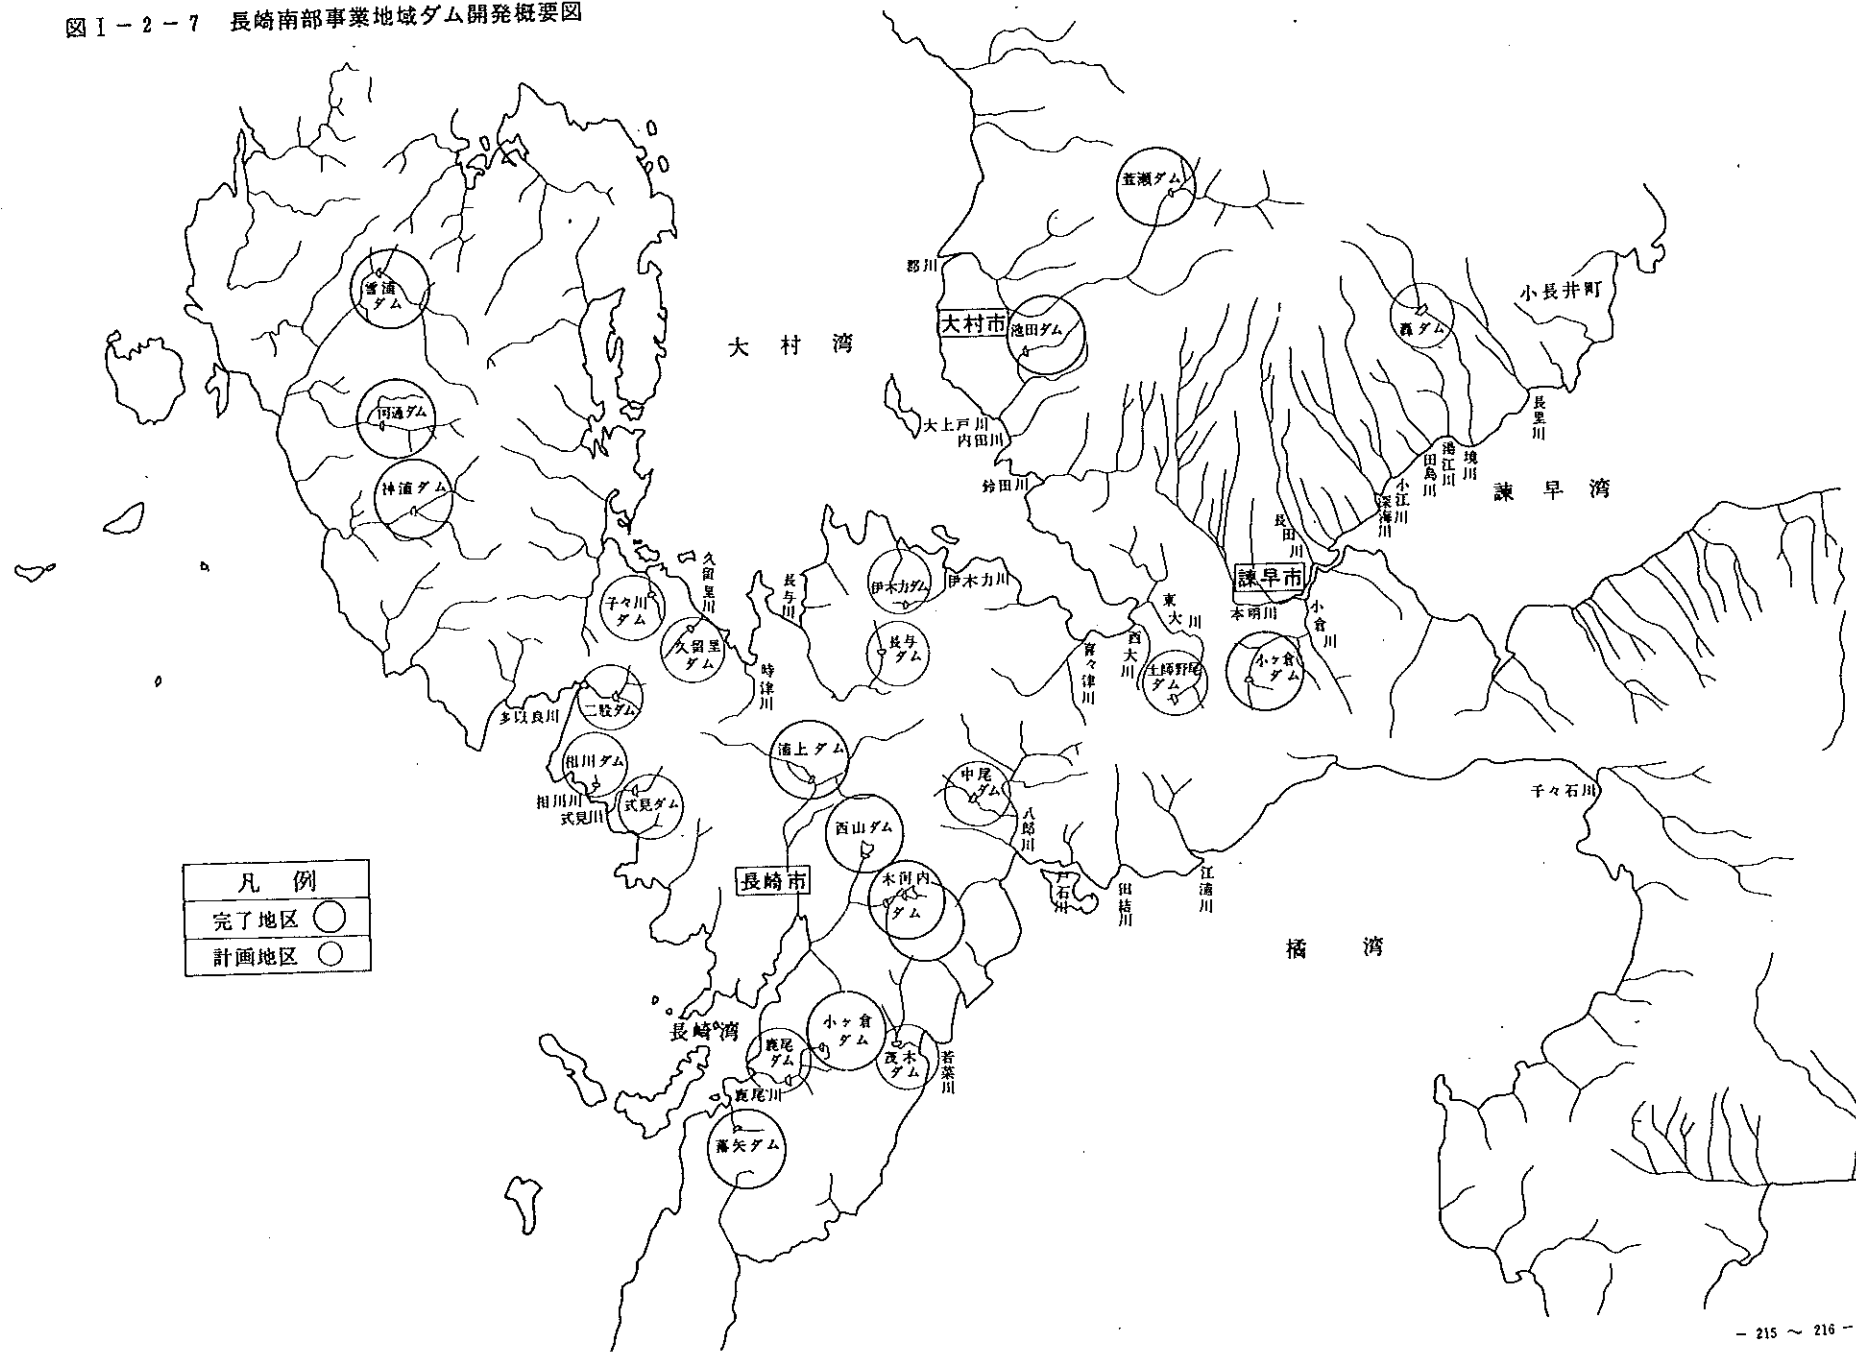 図Ⅰ-2-7 長崎南部事業地域ダム開発概要図
萱瀬ダム
雪浦
ダム
郡川
大村市
池田ダム
小長井町
轟ダム
大村湾
河通ダム
大上戸川
内田川
長里川
境川
湯江川
田島川
小江川
深海川
諫早湾
神浦ダム
鈴田川
長田川
久留里川
長与川
伊木力ダム
伊木力川
諫早市
本明川
小倉川
子々川
ダム
久留里
ダム
長与
ダム
東大川
西大川
喜々津川
土師野尾
ダム
小ヶ倉
ダム
時津川
多以良川
二股ダム
相川ダム
相川川
式見川
式見ダム
浦上ダム
中尾
ダム
八郎川
千々石川
西山ダム
長崎市
木河内
ダム
戸石川
田結川
江浦川
凡例
完了地区
計画地区
橘湾
長崎湾
小ヶ倉
ダム
鹿尾
ダム
鹿尾川
茂木
ダム
若菜川
落矢ダム
- 215 ～ 216 -